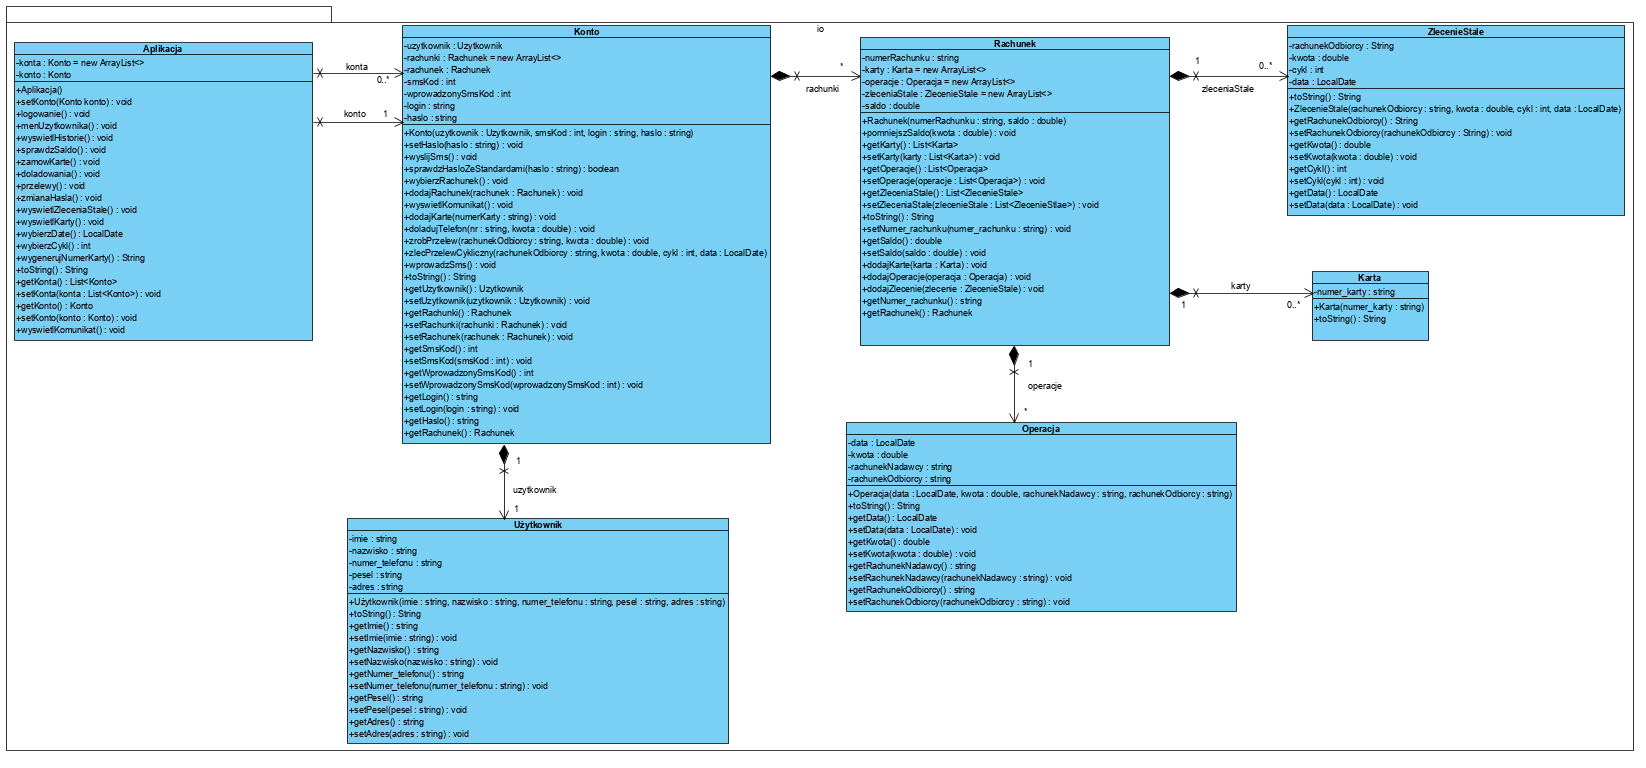 io
Aplikacja
-konta : Konto = new ArrayList<>
-konto : Konto
+Aplikacja()
+setKonto(Konto konto) : void
+logowanie() : void
+menUzytkownika() : void
+wyswietlHistorie() : void
+sprawdzSaldo() : void
+zamowKarte() : void
+doladowania() : void
+przelewy() : void
+zmianaHasla() : void
+wyswietlZleceniaStale() : void
+wyswietlKarty() : void
+wybierzDate() : LocalDate
+wybierzCykl() : int
+wygenerujNumerKarty() : String
+toString() : String
+getKonta() : List<Konto>
+setKonta(konta : List<Konto>) : void
+getKonto() : Konto
+setKonto(konto : Konto) : void
+wyswietlKomunikat() : void
konta
0..*
konto
1
Konto
-uzytkownik : Uzytkownik
-rachunki : Rachunek = new ArrayList<>
-rachunek : Rachunek
-smsKod : int
-wprowadzonySmsKod : int
-login : string
-haslo : string
+Konto(uzytkownik : Uzytkownik, smsKod : int, login : string, haslo : string)
+setHaslo(haslo : string) : void
+wyslijSms() : void
+sprawdzHasloZeStandardami(haslo : string) : boolean
+wybierzRachunek() : void
+dodajRachunek(rachunek : Rachunek) : void
+wyswietlKomunikat() : void
+dodajKarte(numerKarty : string) : void
+doladujTelefon(nr : string, kwota : double) : void
+zrobPrzelew(rachunekOdbiorcy : string, kwota : double) : void
+zlecPrzelewCykliczny(rachunekOdbiorcy : string, kwota : double, cykl : int, data : LocalDate)
+wprowadzSms() : void
+toString() : String
+getUzytkownik() : Uzytkownik
+setUzytkownik(uzytkownik : Uzytkownik) : void
+getRachunki() : Rachunek
+setRachunki(rachunki : Rachunek) : void
+setRachunek(rachunek : Rachunek) : void
+getSmsKod() : int
+setSmsKod(smsKod : int) : void
+getWprowadzonySmsKod() : int
+setWprowadzonySmsKod(wprowadzonySmsKod : int) : void
+getLogin() : string
+setLogin(login : string) : void
+getHaslo() : string
+getRachunek() : Rachunek
*
rachunki
1
uzytkownik
1
Użytkownik
-imie : string
-nazwisko : string
-numer_telefonu : string
-pesel : string
-adres : string
+Użytkownik(imie : string, nazwisko : string, numer_telefonu : string, pesel : string, adres : string)
+toString() : String
+getImie() : string
+setImie(imie : string) : void
+getNazwisko() : string
+setNazwisko(nazwisko : string) : void
+getNumer_telefonu() : string
+setNumer_telefonu(numer_telefonu : string) : void
+getPesel() : string
+setPesel(pesel : string) : void
+getAdres() : string
+setAdres(adres : string) : void
Rachunek
-numerRachunku : string
-karty : Karta = new ArrayList<>
-operacje : Operacja = new ArrayList<>
-zleceniaStale : ZlecenieStale = new ArrayList<>
-saldo : double
+Rachunek(numerRachunku : string, saldo : double)
+pomniejszSaldo(kwota : double) : void
+getKarty() : List<Karta>
+setKarty(karty : List<Karta>) : void
+getOperacje() : List<Operacja>
+setOperacje(operacje : List<Operacja>) : void
+getZleceniaStale() : List<ZlecenieStale>
+setZleceniaStale(zlecenieStale : List<ZlecenieStlae>) : void
+toString() : String
+setNumer_rachunku(numer_rachunku : string) : void
+getSaldo() : double
+setSaldo(saldo : double) : void
+dodajKarte(karta : Karta) : void
+dodajOperacje(operacja : Operacja) : void
+dodajZlecenie(zlecenie : ZlecenieStale) : void
+getNumer_rachunku() : string
+getRachunek() : Rachunek
1
0..*
zleceniaStale
karty
1
0..*
1
operacje
*
ZlecenieStale
-rachunekOdbiorcy : String
-kwota : double
-cykl : int
-data : LocalDate
+toString() : String
+ZlecenieStale(rachunekOdbiorcy : string, kwota : double, cykl : int, data : LocalDate)
+getRachunekOdbiorcy() : String
+setRachunekOdbiorcy(rachunekOdbiorcy : String) : void
+getKwota() : double
+setKwota(kwota : double) : void
+getCykl() : int
+setCykl(cykl : int) : void
+getData() : LocalDate
+setData(data : LocalDate) : void
Karta
-numer_karty : string
+Karta(numer_karty : string)
+toString() : String
Operacja
-data : LocalDate
-kwota : double
-rachunekNadawcy : string
-rachunekOdbiorcy : string
+Operacja(data : LocalDate, kwota : double, rachunekNadawcy : string, rachunekOdbiorcy : string)
+toString() : String
+getData() : LocalDate
+setData(data : LocalDate) : void
+getKwota() : double
+setKwota(kwota : double) : void
+getRachunekNadawcy() : string
+setRachunekNadawcy(rachunekNadawcy : string) : void
+getRachunekOdbiorcy() : string
+setRachunekOdbiorcy(rachunekOdbiorcy : string) : void